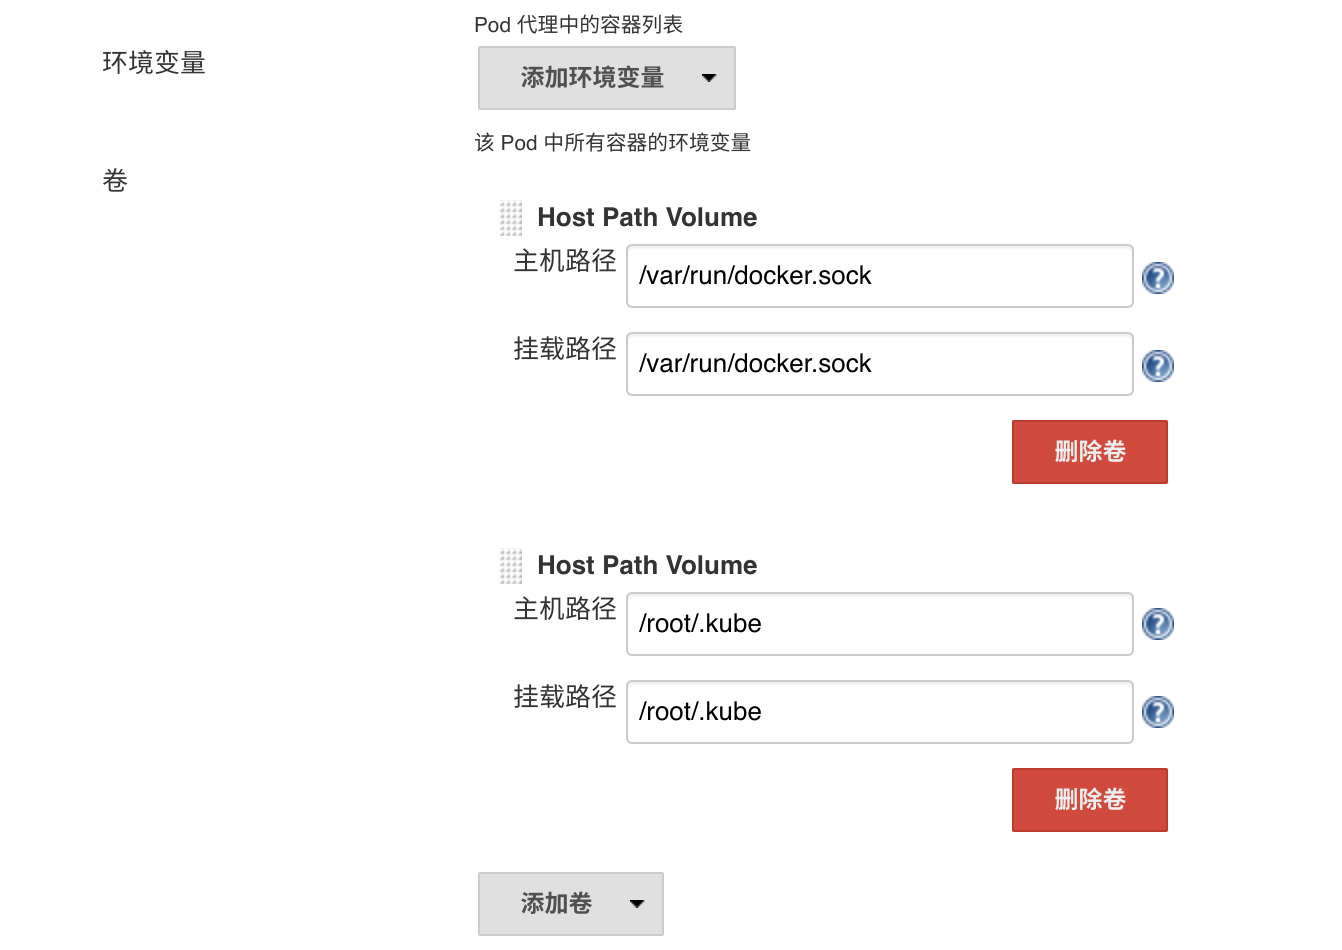 Pod 代理中的容器列表
环境变量
添加环境变量
该 Pod 中所有容器的环境变量
卷
Host Path Volume
主机路径 /var/run/docker.sock
挂载路径 /var/run/docker.sock
删除卷
Host Path Volume
主机路径 /root/.kube
挂载路径 /root/.kube
删除卷
添加卷